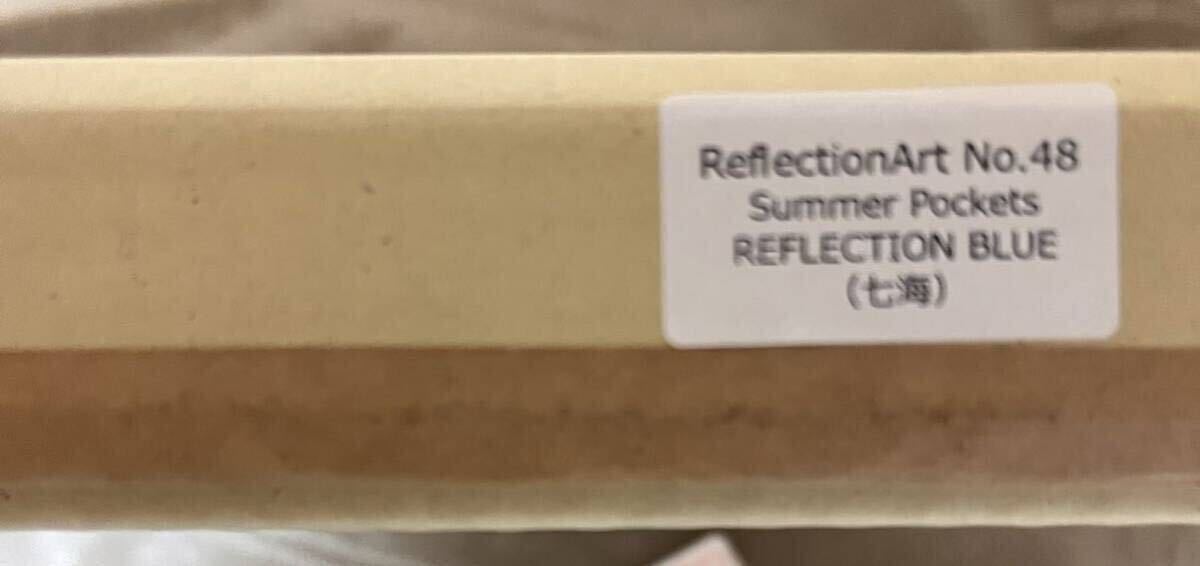 ReflectionArt No.48
Summer Pockets
REFLECTION BLUE
（七海）